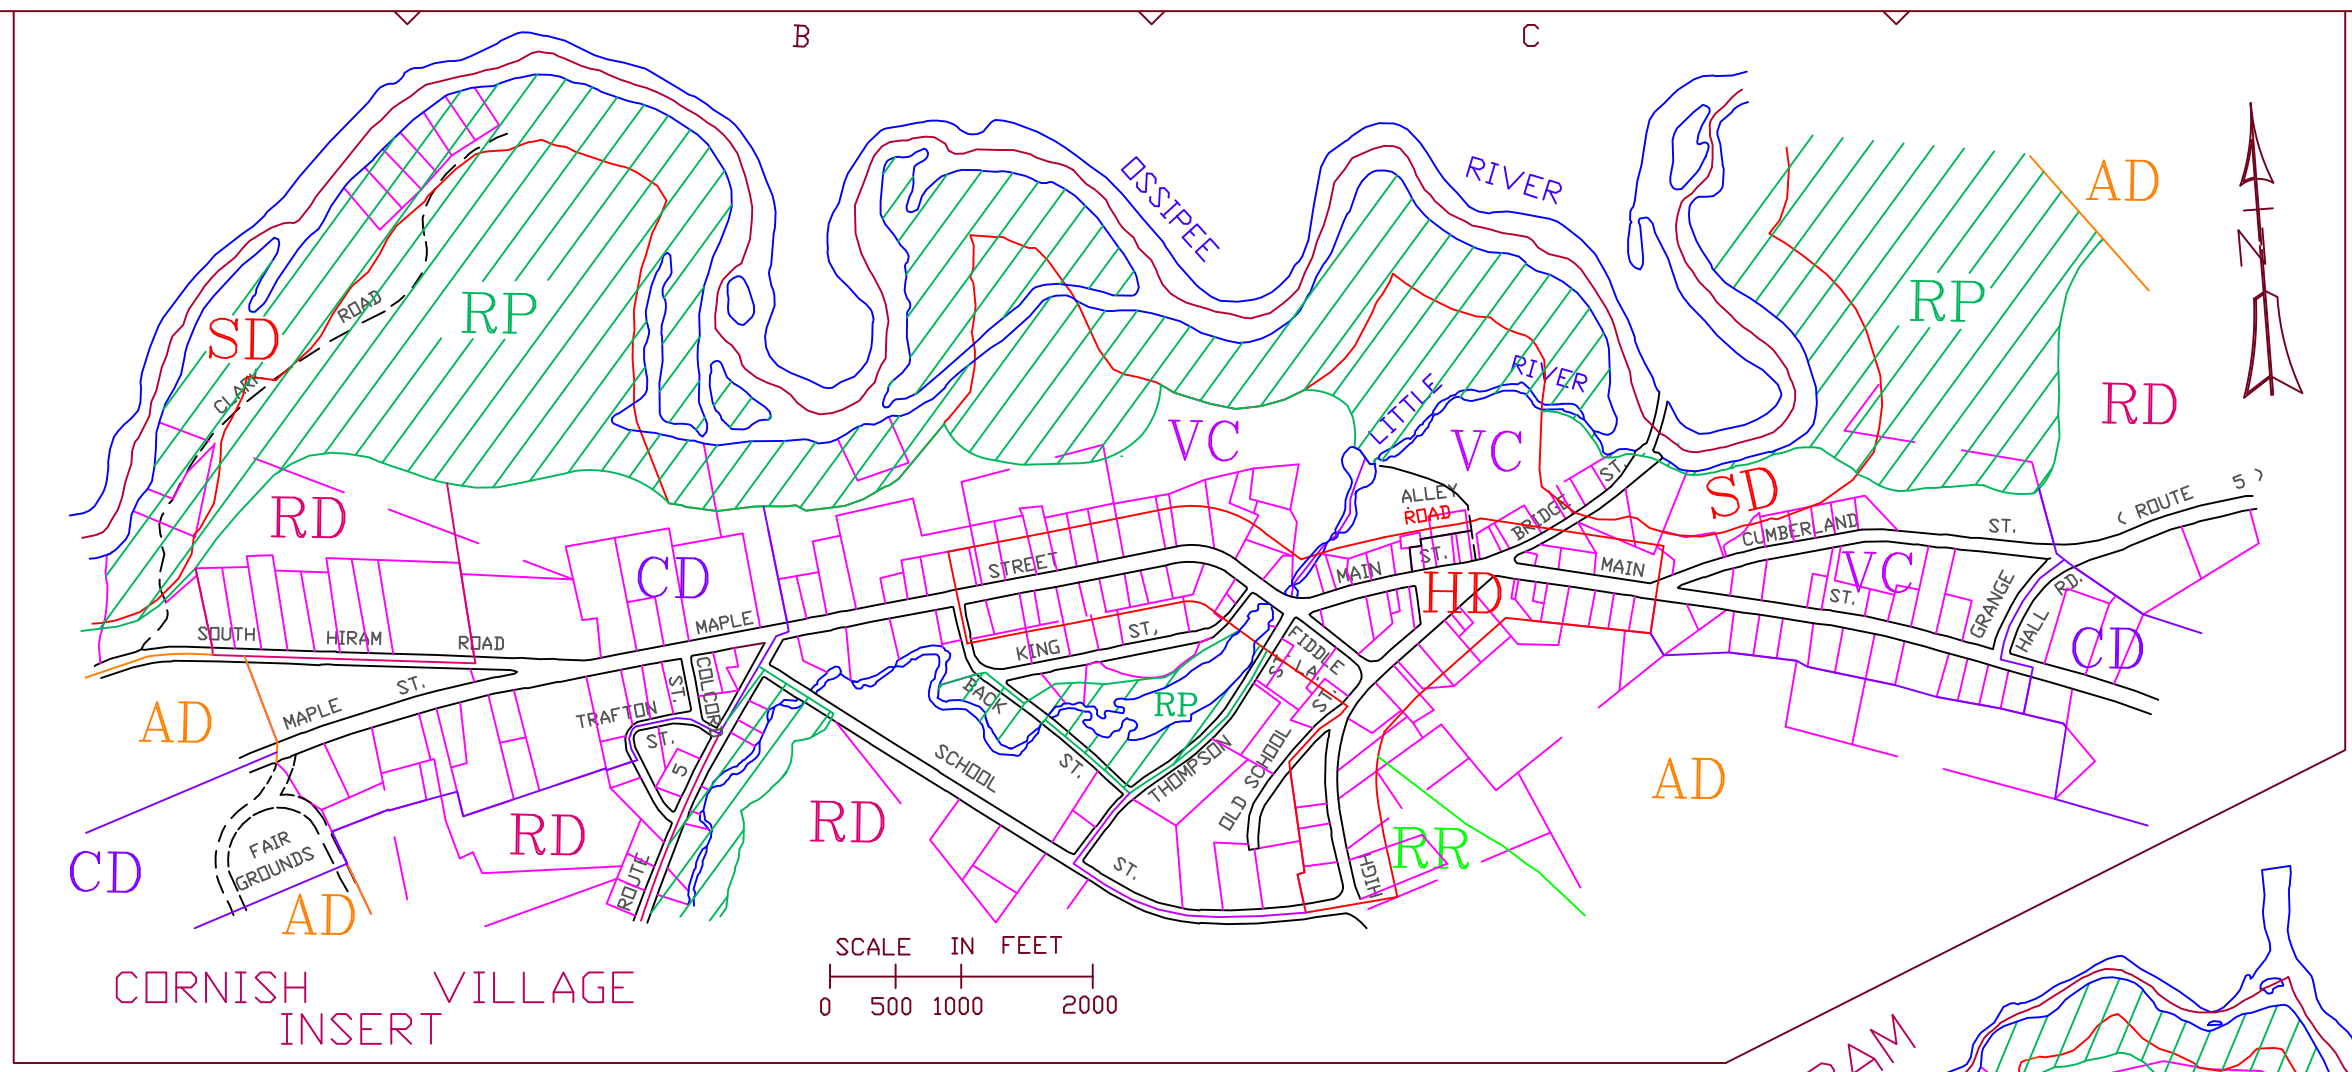 B
C
OSSIPEE
RIVER
AD
SD
CLARK
ROAD
RP
RP
RD
LITTLE
RIVER
VC
VC
SD
RD
CD
ALLEY
ROAD
ST.
BRIDGE
ST.
CUMBERLAND
ST.
( ROUTE 5 )
STREET
MAIN
MAIN
HD
VC
ST.
GRANGE
HALL
RD.
CD
SOUTH
HIRAM
ROAD
MAPLE
KING
ST,
FIDDLE
LA.
ST.
AD
MAPLE
ST.
TRAFTON
ST.
COLCORD
ST.
BACK
ST.
RP
THOMPSON
ST.
OLD SCHOOL
ST.
SCHOOL
ST.
5
ROUTE
RD
RD
AD
RR
HIGH
CD
FAIR
GROUNDS
AD
SCALE IN FEET
0 500 1000 2000
CORNISH VILLAGE
INSERT